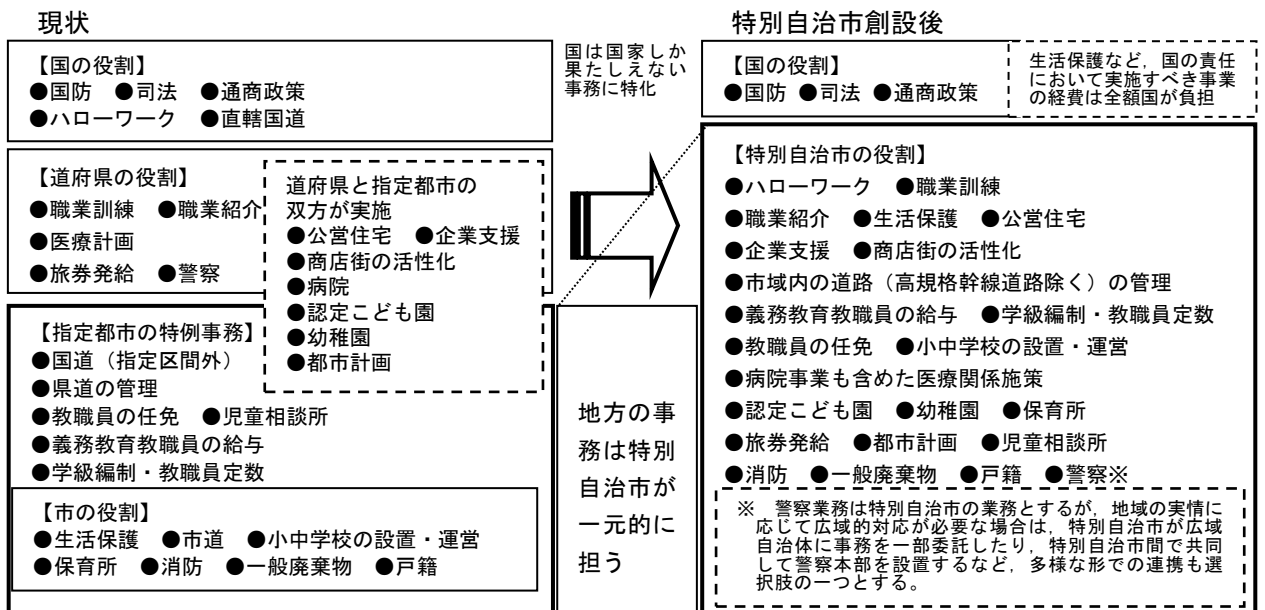 現状
【国の役割】
●国防 ●司法 ●通商政策
●ハローワーク ●直轄国道
【道府県の役割】
●職業訓練 ●職業紹介
●医療計画
●旅券発給 ●警察
道府県と指定都市の
双方が実施
●公営住宅 ●企業支援
●商店街の活性化
●病院
●認定こども園
●幼稚園
●都市計画
【指定都市の特例事務】
●国道（指定区間外）
●県道の管理
●教職員の任免 ●児童相談所
●義務教育教職員の給与
●学級編制・教職員定数
【市の役割】
●生活保護 ●市道 ●小中学校の設置・運営
●保育所 ●消防 ●一般廃棄物 ●戸籍
国は国家しか
果たしえない
事務に特化
地方の事
務は特別
自治市が
一元的に
担う
特別自治市創設後
【国の役割】
●国防 ●司法 ●通商政策
生活保護など，国の責任
において実施すべき事業
の経費は全額国が負担
【特別自治市の役割】
●ハローワーク ●職業訓練
●職業紹介 ●生活保護 ●公営住宅
●企業支援 ●商店街の活性化
●市域内の道路（高規格幹線道路除く）の管理
●義務教育教職員の給与 ●学級編制・教職員定数
●教職員の任免 ●小中学校の設置・運営
●病院事業も含めた医療関係施策
●認定こども園 ●幼稚園 ●保育所
●旅券発給 ●都市計画 ●児童相談所
●消防 ●一般廃棄物 ●戸籍 ●警察※
※ 警察業務は特別自治市の業務とするが，地域の実情に
応じて広域的対応が必要な場合は，特別自治市が広域
自治体に事務を一部委託したり，特別自治市間で共同
して警察本部を設置するなど，多様な形での連携も選
択肢の一つとする。